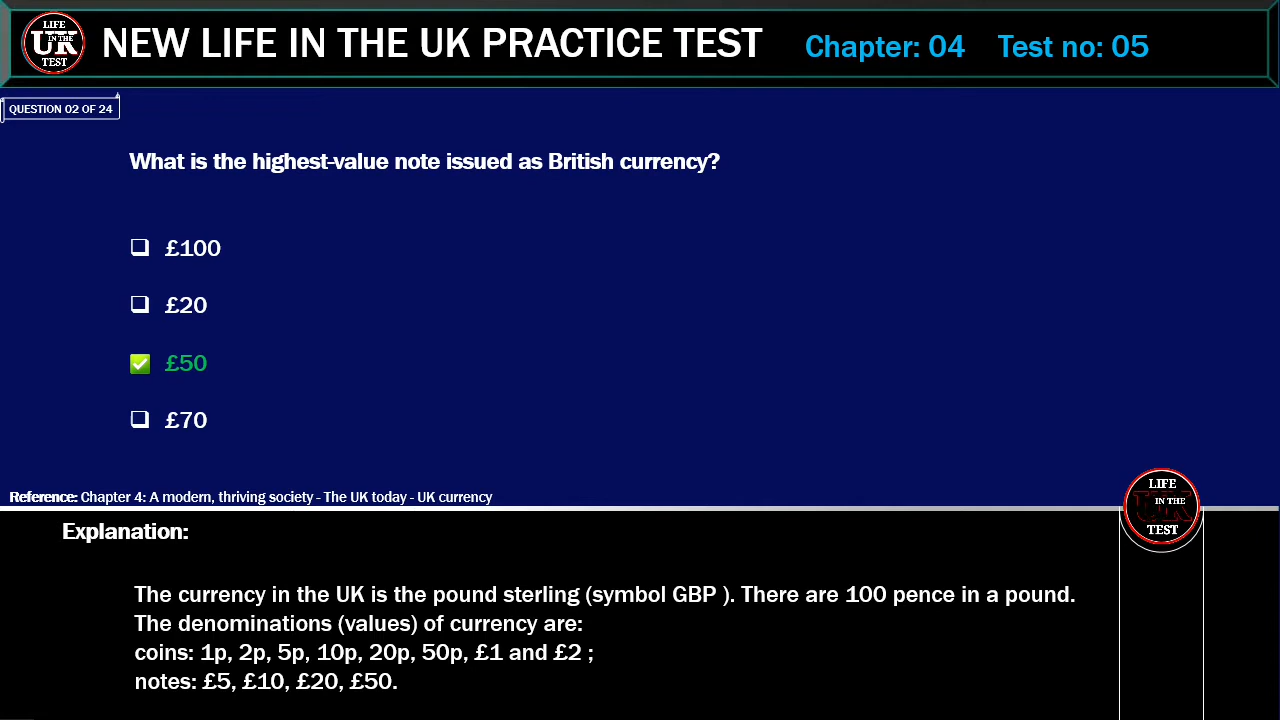 LIFE
UK IN THE
TEST
NEW LIFE IN THE UK PRACTICE TEST
Chapter: 04 Test no: 05
QUESTION 02 OF 24
What is the highest-value note issued as British currency?
£100
£20
£50
£70
Reference: Chapter 4: A modern, thriving society - The UK today - UK currency
LIFE
UK IN THE
TEST
Explanation:
The currency in the UK is the pound sterling (symbol GBP ). There are 100 pence in a pound.
The denominations (values) of currency are:
coins: 1p, 2p, 5p, 10p, 20p, 50p, £1 and £2 ;
notes: £5, £10, £20, £50.